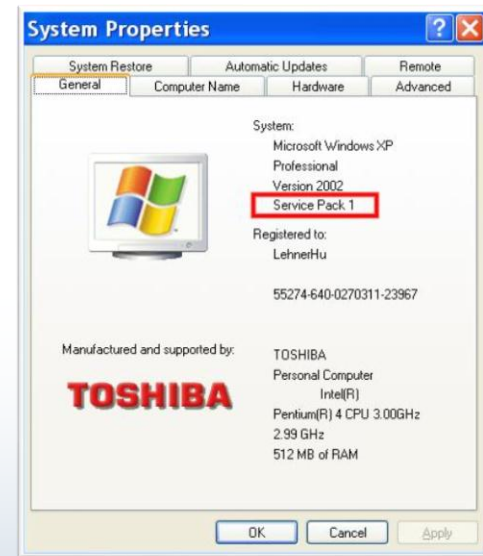 System Properties
System Restore Automatic Updates Remote
General Computer Name Hardware Advanced
System:
Microsoft Windows XP
Professional
Version 2002
Service Pack 1
Registered to:
LehnerHu
55274-640-0270311-23967
Manufactured and supported by:
TOSHIBA
TOSHIBA
Personal Computer
Intel(R)
Pentium(R) 4 CPU 3.00GHz
2.99 GHz
512 MB of RAM
OK Cancel Apply